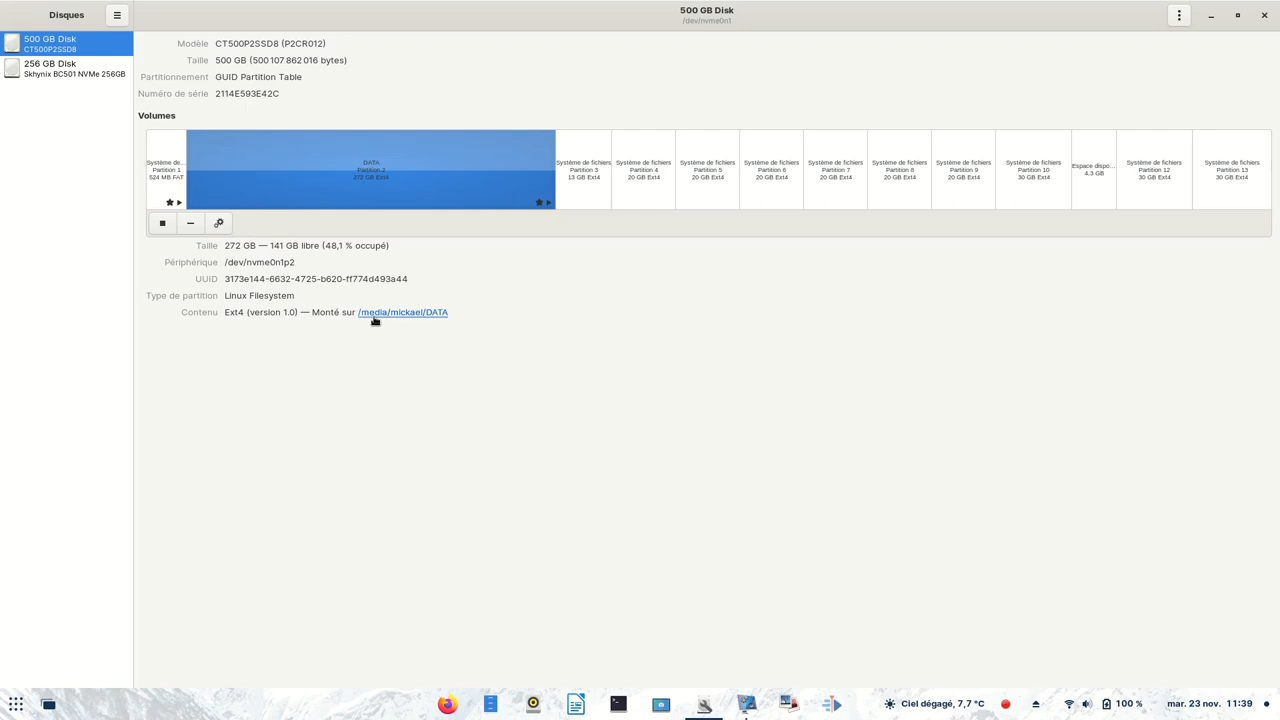 Disques
500 GB Disk
/dev/nvme0n1
500 GB Disk
CT500P2SSD8
256 GB Disk
Skhynix BC501 NVMe 256GB
Modèle CT500P2SSD8 (P2CR012)
Taille 500 GB (500 107 862 016 bytes)
Partitionnement GUID Partition Table
Numéro de série 2114E593E42C
Volumes
Système de...
Partition 1
524 MB FAT
DATA
Partition 2
272 GB Ext4
Système de fichiers
Partition 3
13 GB Ext4
Système de fichiers
Partition 4
20 GB Ext4
Système de fichiers
Partition 5
20 GB Ext4
Système de fichiers
Partition 6
20 GB Ext4
Système de fichiers
Partition 7
20 GB Ext4
Système de fichiers
Partition 8
20 GB Ext4
Système de fichiers
Partition 9
20 GB Ext4
Système de fichiers
Partition 10
30 GB Ext4
Espace dispo...
4,3 GB
Système de fichiers
Partition 12
30 GB Ext4
Système de fichiers
Partition 13
30 GB Ext4
Taille 272 GB — 141 GB libre (48,1 % occupé)
Périphérique /dev/nvme0n1p2
UUID 3173e144-6632-4725-b620-ff774d493a44
Type de partition Linux Filesystem
Contenu Ext4 (version 1.0) — Monté sur /media/mickael/DATA
Ciel dégagé, 7,7 °C
100 %
mar. 23 nov. 11:39